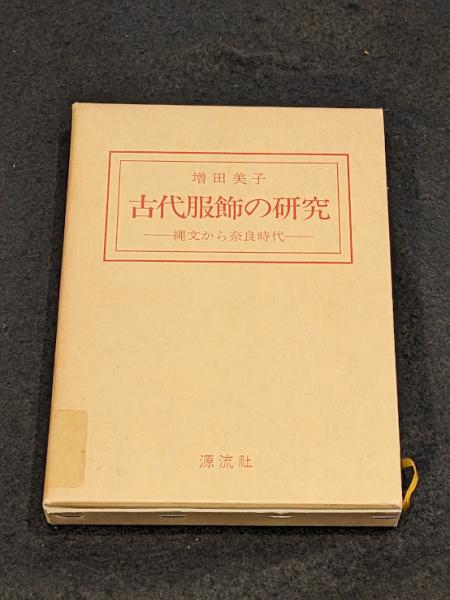 増田美子
古代服飾の研究
―縄文から奈良時代―
源流社